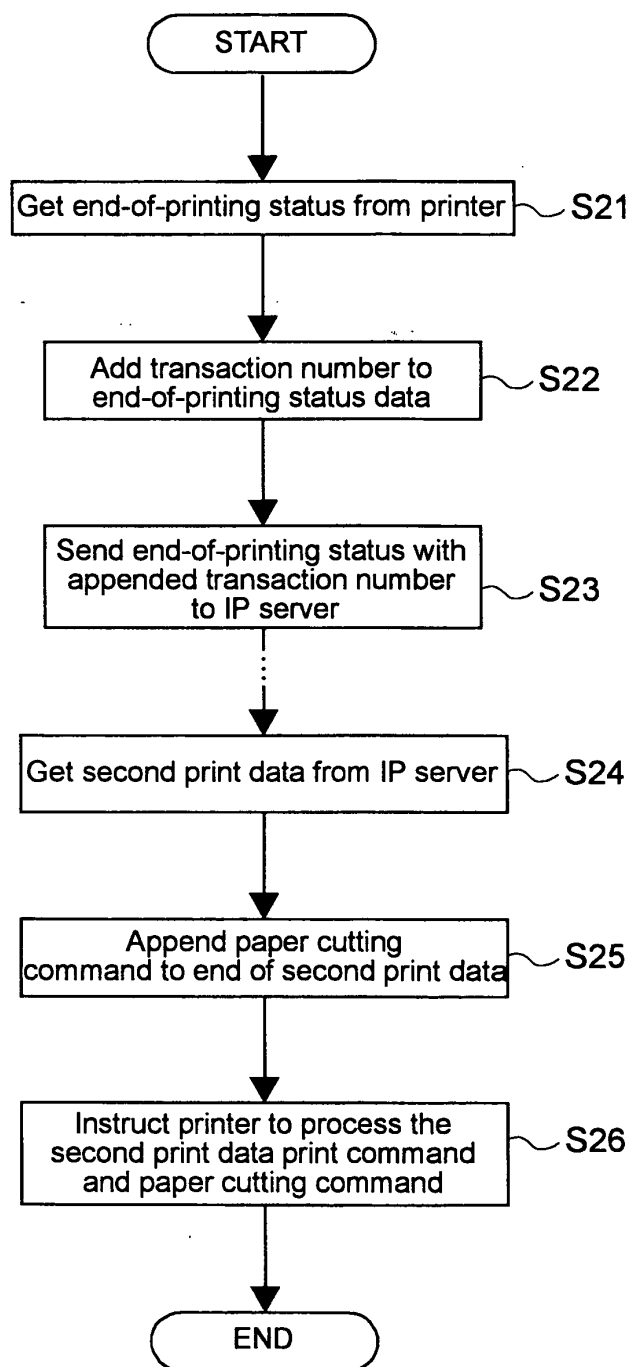 START
Get end-of-printing status from printer
S21
Add transaction number to
end-of-printing status data
S22
Send end-of-printing status with
appended transaction number
to IP server
S23
Get second print data from IP server
S24
Append paper cutting
command to end of second print data
S25
Instruct printer to process the
second print data print command
and paper cutting command
S26
END